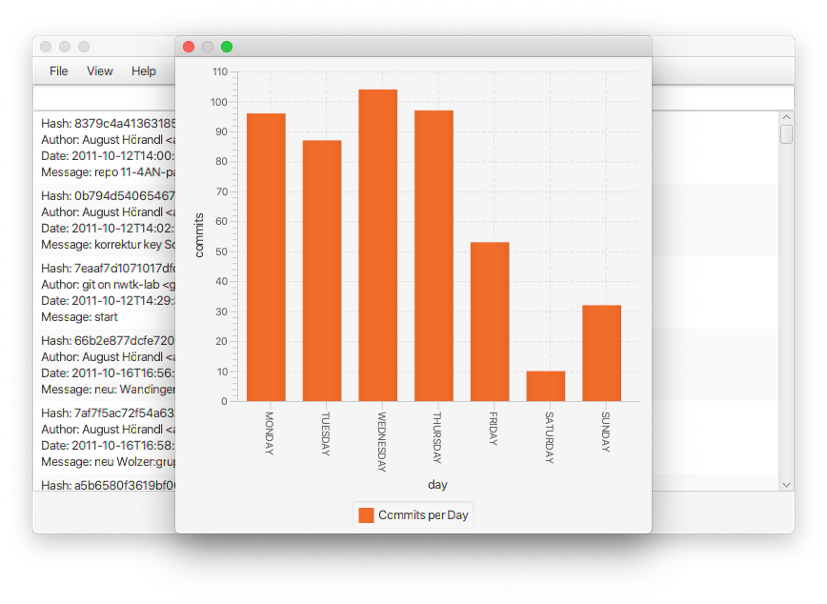 File View Help
Hash: 8379c4a41363185
Author: August Hörandl <a
Date: 2011-10-12T14:00:
Message: repo 11-4AN-pa
Hash: 0b794d54065467
Author: August Hörandl <a
Date: 2011-10-12T14:02:
Message: korrektur key Sc
Hash: 7eaaf7d1071017dfc
Author: git on nwtk-lab <g
Date: 2011-10-12T14:29:
Message: start
Hash: 66b2e877dcfe720
Author: August Hörandl <a
Date: 2011-10-16T16:56:
Message: neu: Wandinger
Hash: 7af7f5ac72f54a63
Author: August Hörandl <a
Date: 2011-10-16T16:58:
Message: neu Wolzer:grup
Hash: a5b6580f3619bf0
110
100
90
80
70
60
50
40
30
20
10
0
commits
MONDAY
TUESDAY
WEDNESDAY
THURSDAY
FRIDAY
SATURDAY
SUNDAY
day
Commits per Day